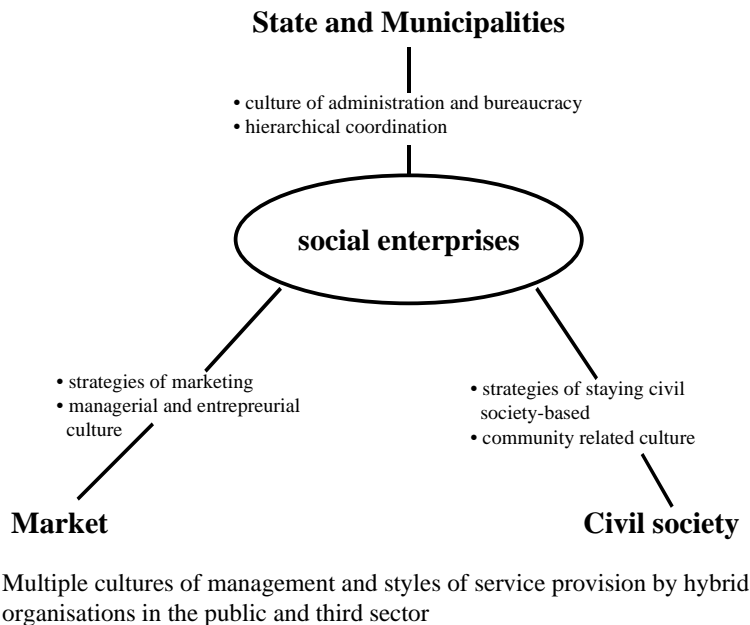 State and Municipalities
• culture of administration and bureaucracy
• hierarchical coordination
social enterprises
• strategies of marketing
• managerial and entrepreurial
culture
• strategies of staying civil
society-based
• community related culture
Market
Civil society
Multiple cultures of management and styles of service provision by hybrid
organisations in the public and third sector